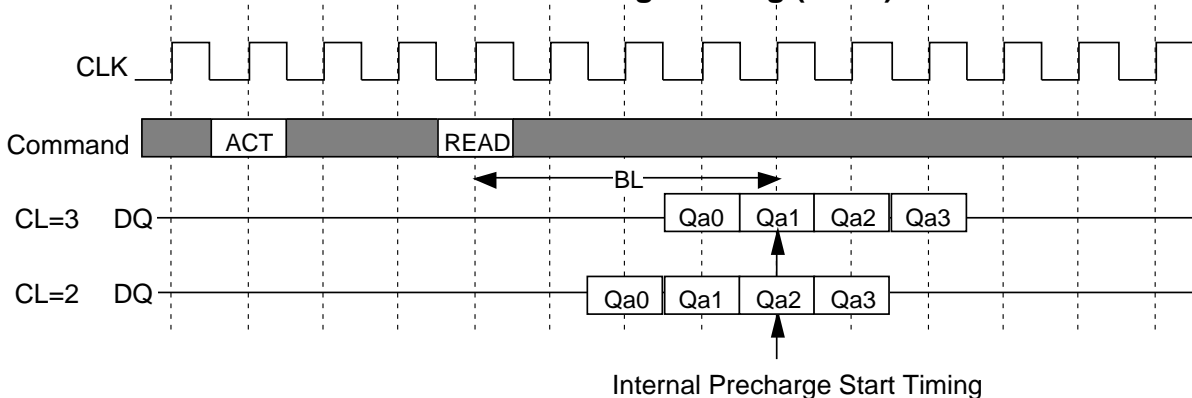 CLK
Command ACT READ
BL
CL=3 DQ Qa0 Qa1 Qa2 Qa3
CL=2 DQ Qa0 Qa1 Qa2 Qa3
Internal Precharge Start Timing